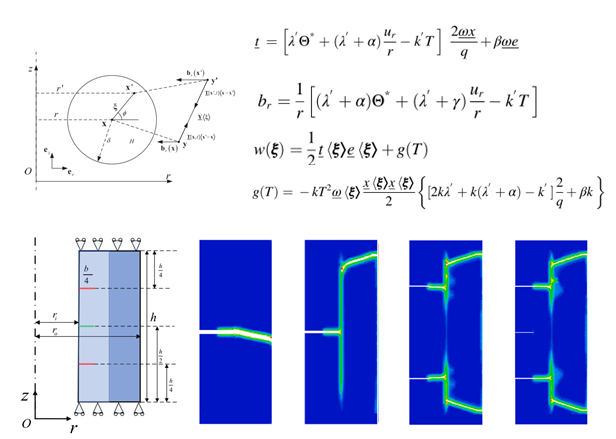 t = [λ'Θ* + (λ' + α) u_r/r − k'T] 2ωx/q + βωe
b_r = 1/r [(λ' + α)Θ* + (λ' + γ) u_r/r − k'T]
w(ξ) = 1/2 t⟨ξ⟩e⟨ξ⟩ + g(T)
g(T) = −kT²ω⟨ξ⟩ x⟨ξ⟩x⟨ξ⟩/2 {[2kλ' + k(λ' + α) − k'] 2/q + βk}
z
r'
r
x'
ξ
φ
x
δ
H
b_r(x')
y'
b_r(x)
y
e_z
e_r
O
r
b/4
h/4
r_i
r_o
h
h/2
h/4
z
O
r